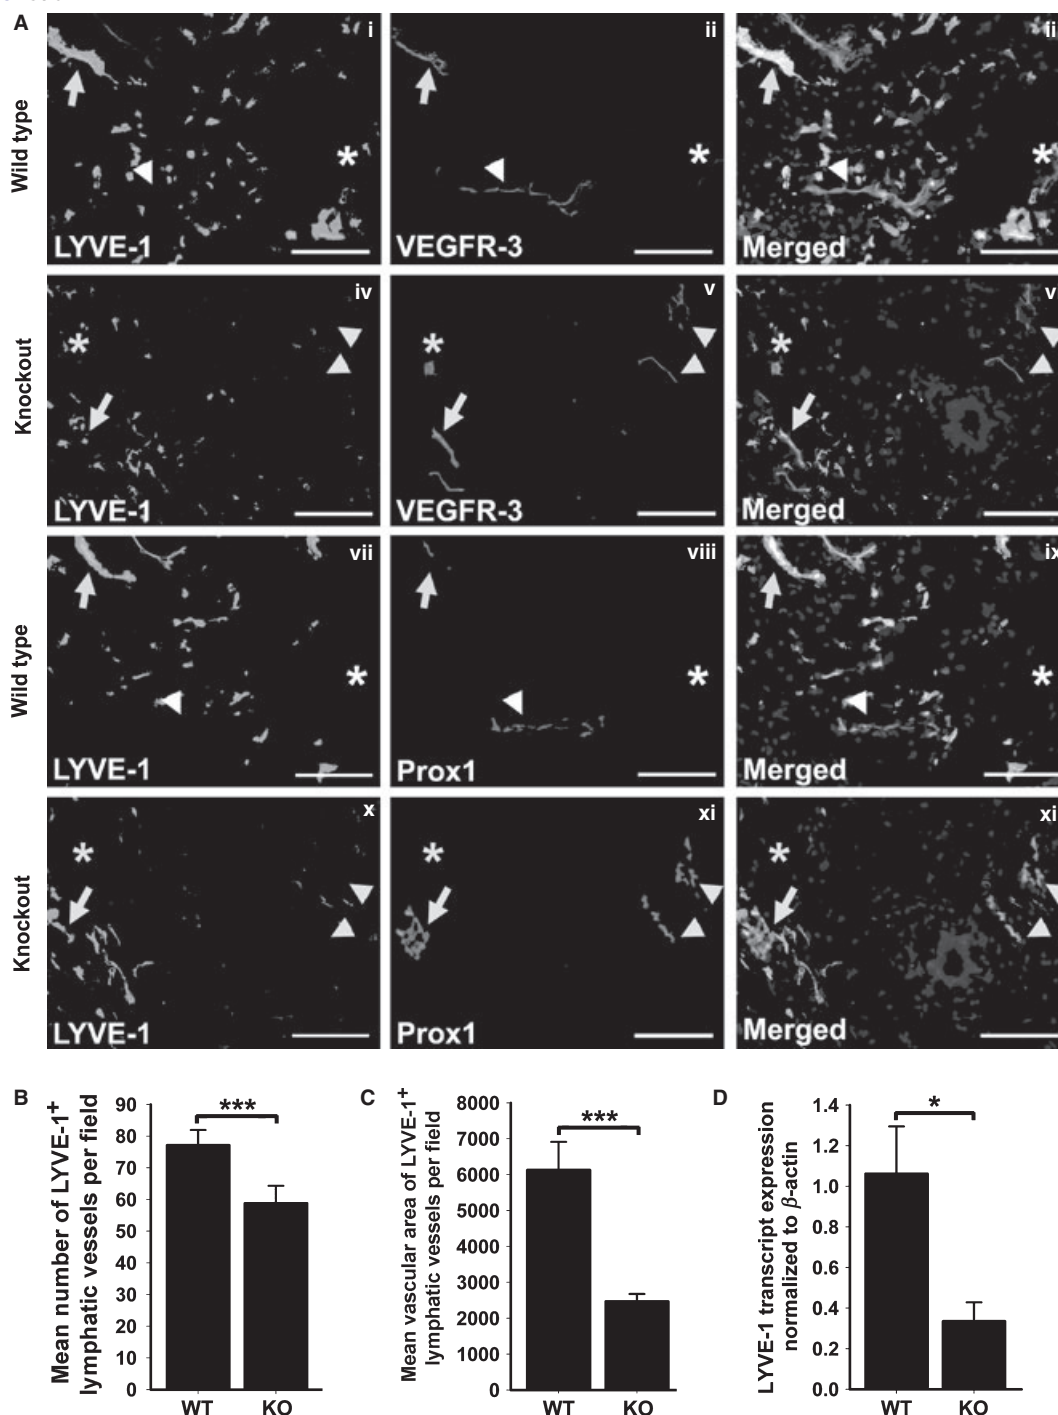 A
i
ii
ii
Wild type
*
*
*
LYVE-1
VEGFR-3
Merged
iv
v
v
Knockout
*
*
*
LYVE-1
VEGFR-3
Merged
vii
viii
ix
Wild type
*
*
*
LYVE-1
Prox1
Merged
x
xi
xi
Knockout
*
*
*
LYVE-1
Prox1
Merged
B
Mean number of LYVE-1+
lymphatic vessels per field
90
80
70
60
50
40
30
20
10
0
***
WT
KO
C
Mean vascular area of LYVE-1+
lymphatic vessels per field
8000
7000
6000
5000
4000
3000
2000
1000
0
***
WT
KO
D
LYVE-1 transcript expression
normalized to β-actin
1.4
1.2
1.0
0.8
0.6
0.4
0.2
0.0
*
WT
KO